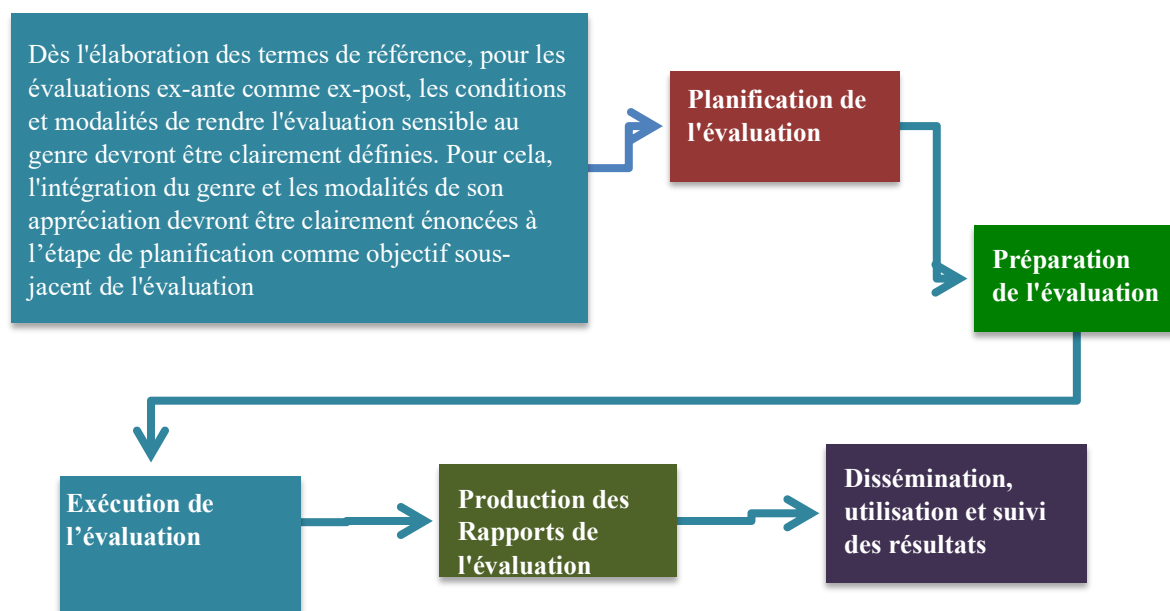 Dès l'élaboration des termes de référence, pour les
évaluations ex-ante comme ex-post, les conditions
et modalités de rendre l'évaluation sensible au
genre devront être clairement définies. Pour cela,
l'intégration du genre et les modalités de son
appréciation devront être clairement énoncées à
l’étape de planification comme objectif sous-
jacent de l'évaluation
Planification de
l'évaluation
Préparation
de l'évaluation
Exécution de
l’évaluation
Production des
Rapports de
l'évaluation
Dissémination,
utilisation et suivi
des résultats